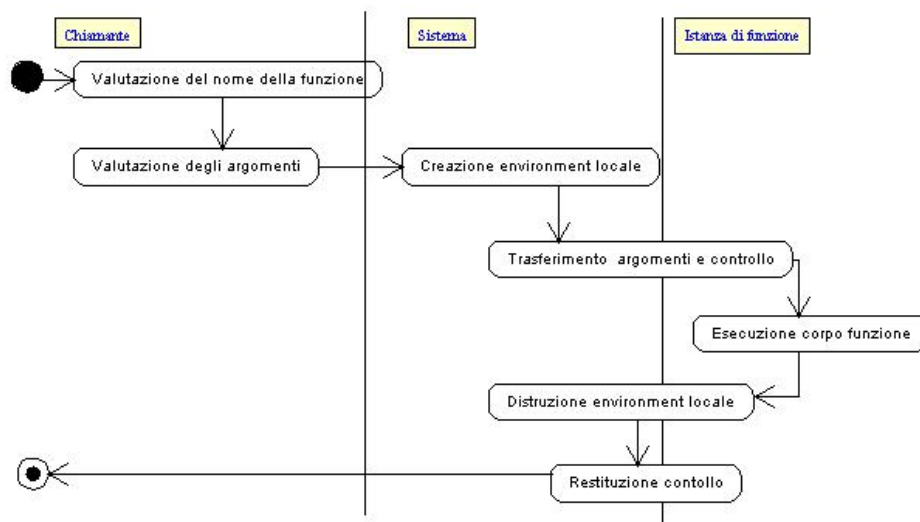 Chiamante
Sistema
Istanza di funzione
Valutazione del nome della funzione
Valutazione degli argomenti
Creazione environment locale
Trasferimento argomenti e controllo
Esecuzione corpo funzione
Distruzione environment locale
Restituzione contollo